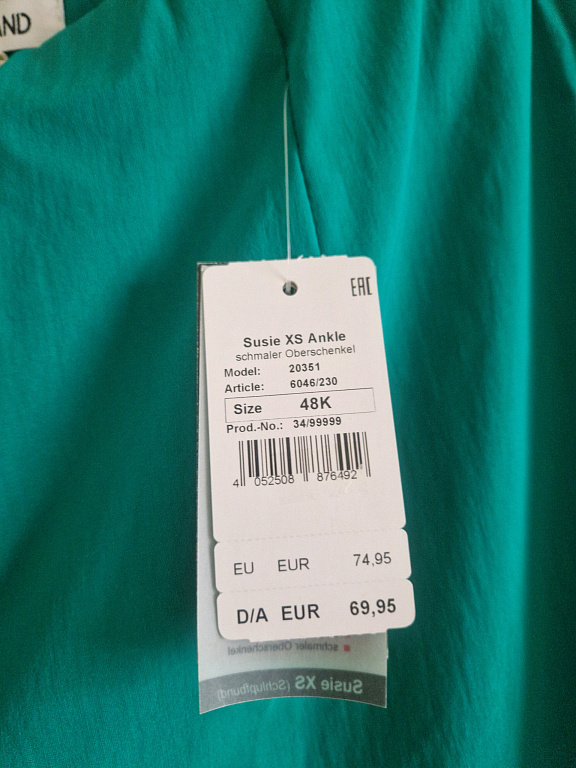 ND
EAC
Susie XS Ankle
schmaler Oberschenkel
Model: 20351
Article: 6046/230
Size 48K
Prod.-No.: 34/99999
4 052508 876492
EU EUR 74,95
D/A EUR 69,95
schmaler Oberschenkel
Susie XS (Schlupfbund)